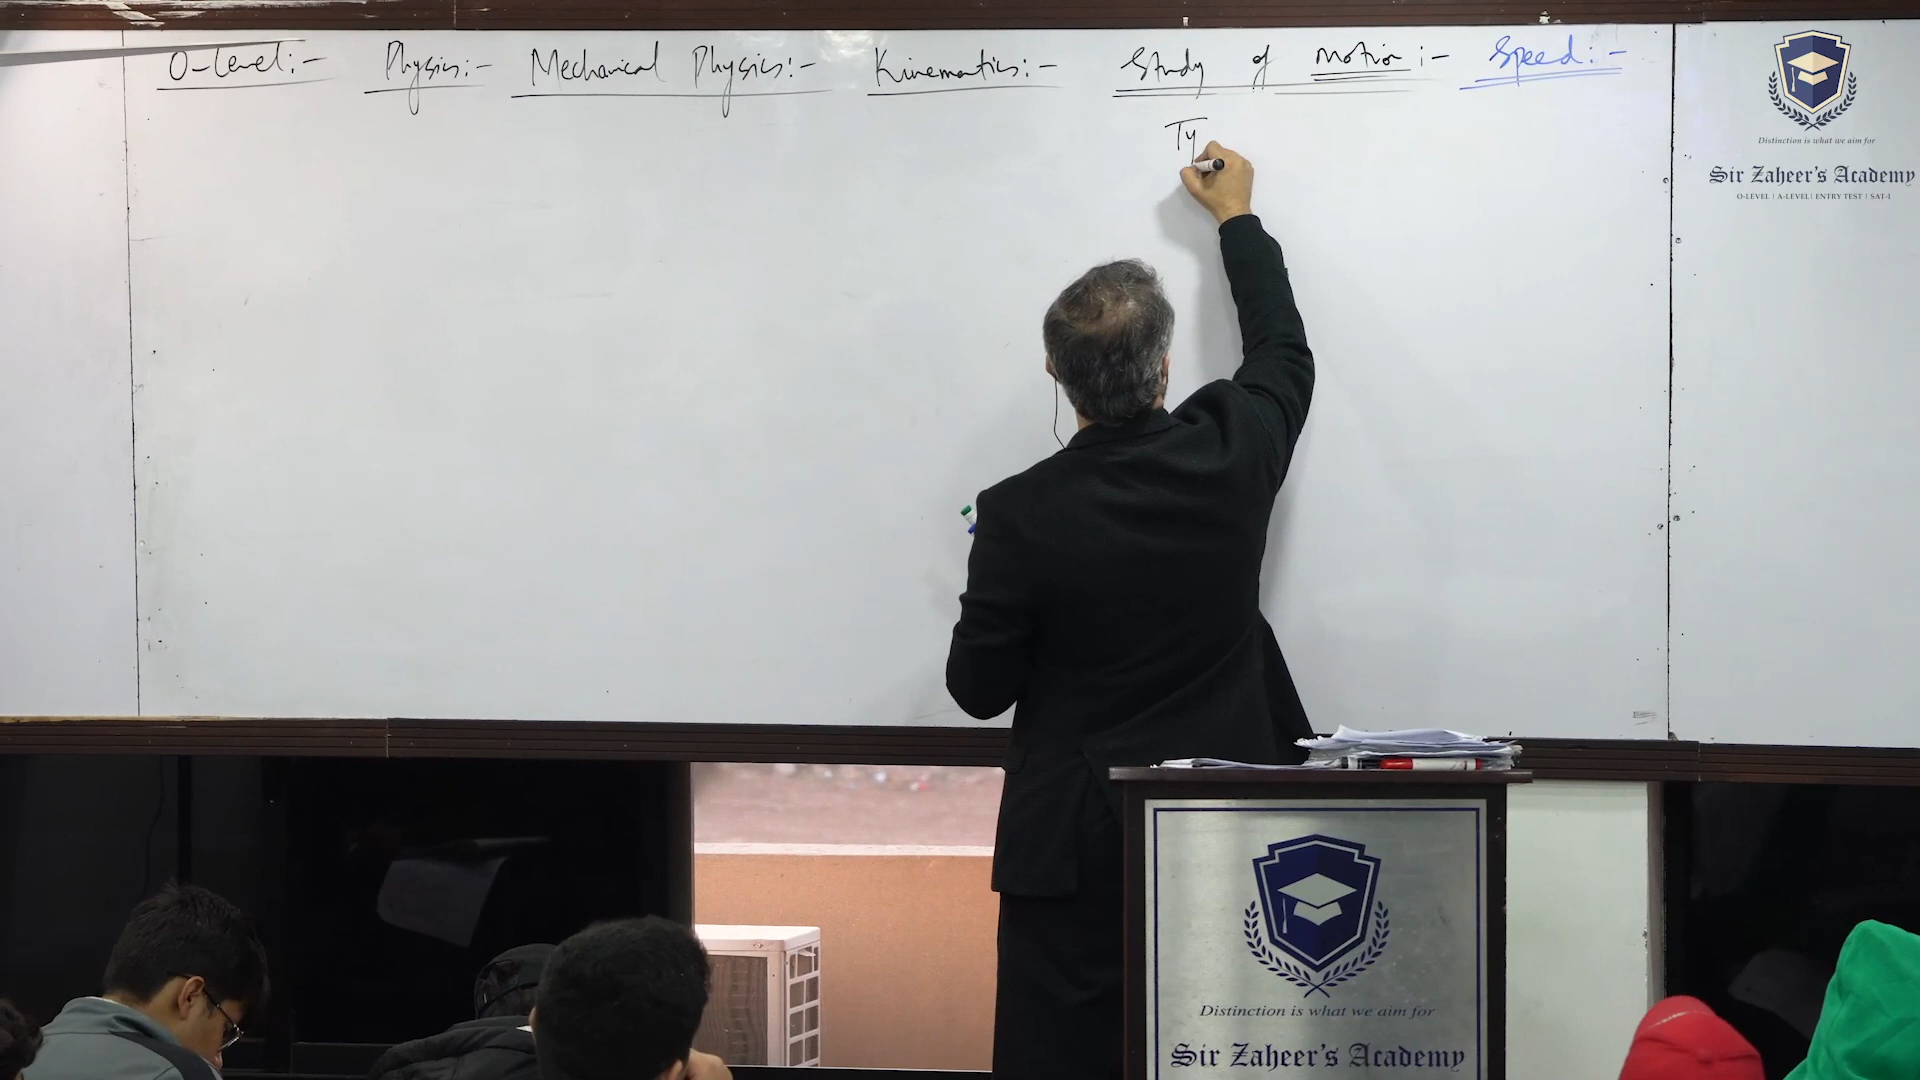 O-Level:- Physics:- Mechanical Physics:- Kinematics:- Study of Motion:- Speed:-
Ty
Distinction is what we aim for
Sir Zaheer's Academy
O-LEVEL | A-LEVEL | ENTRY TEST | SAT-I
Distinction is what we aim for
Sir Zaheer's Academy